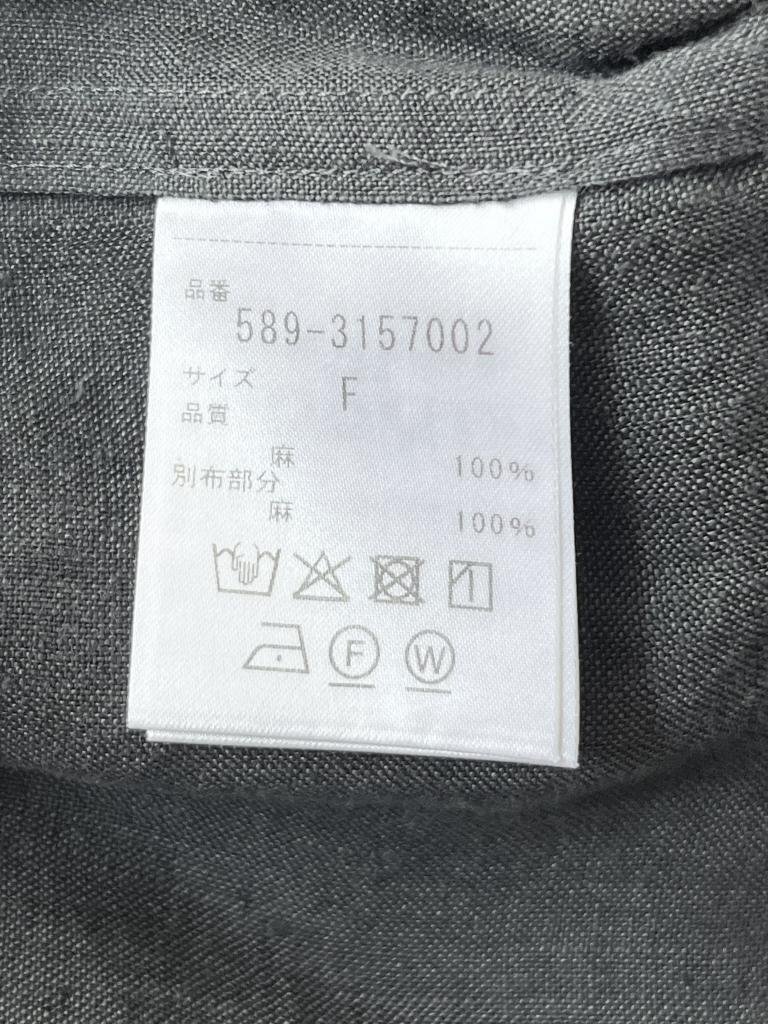 品番
589-3157002
サイズ F
品質
麻 100%
別布部分
麻 100%
F W